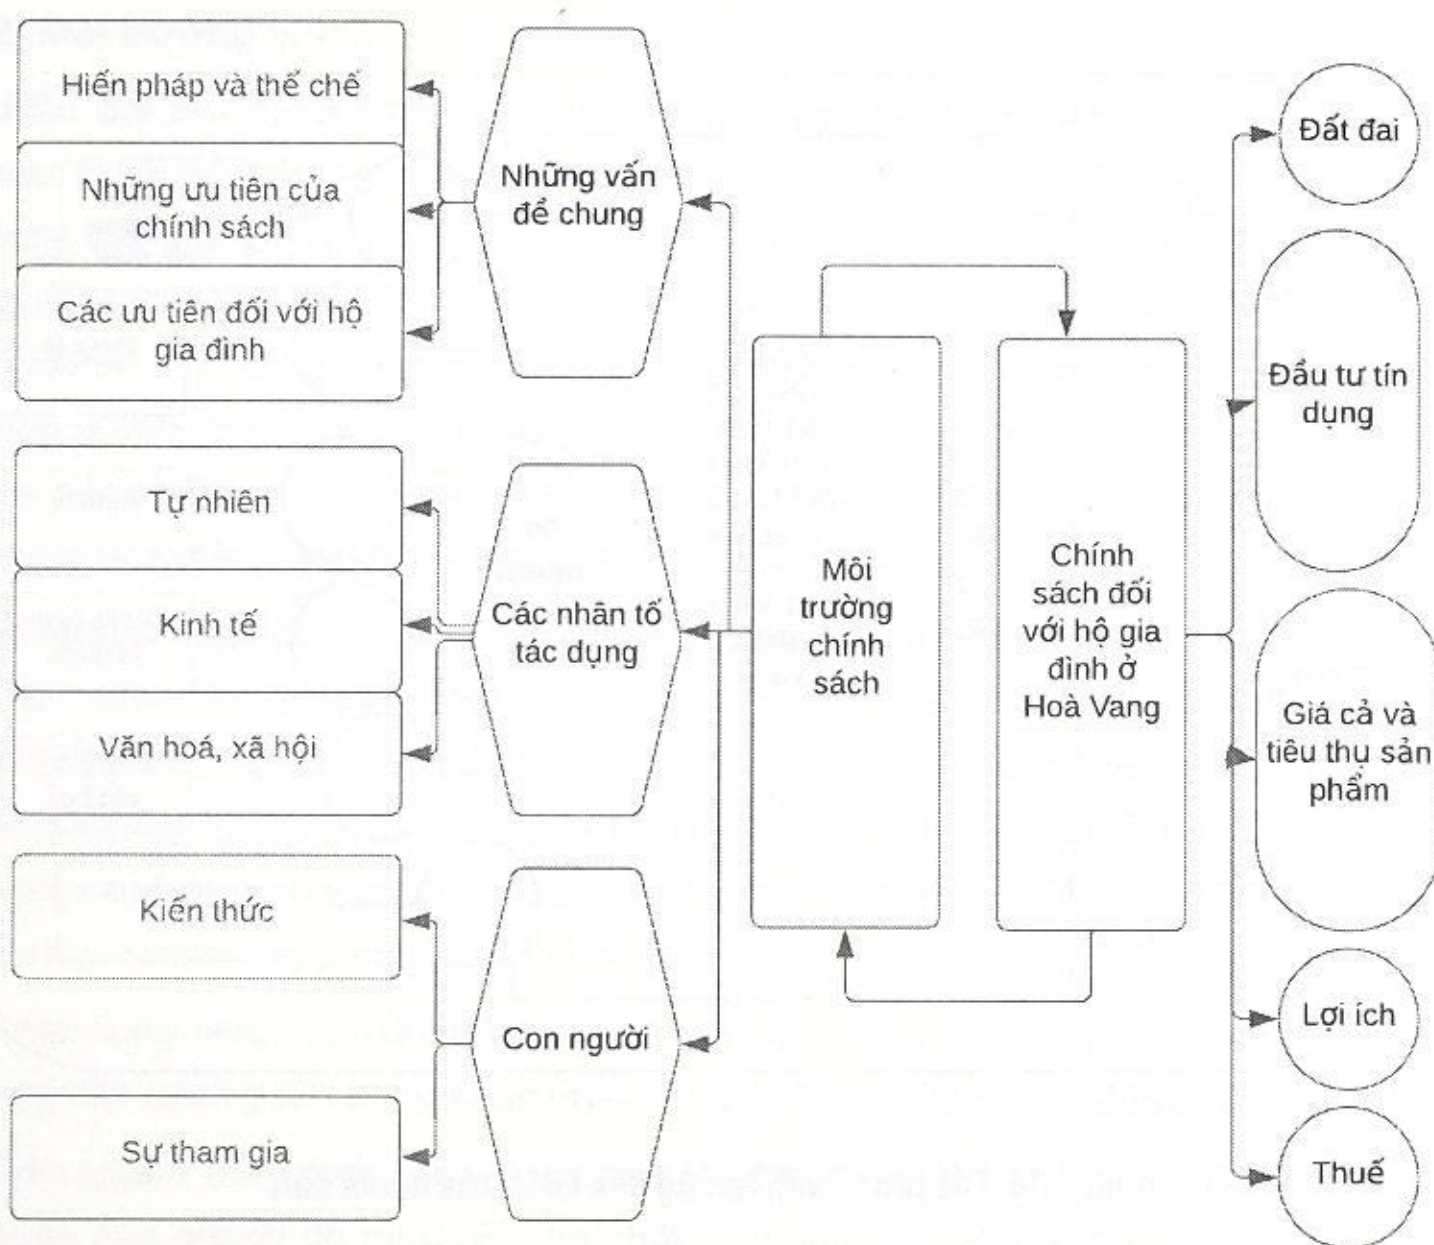 Hiến pháp và thế chế
Những ưu tiên của
chính sách
Các ưu tiên đối với hộ
gia đình
Những vấn
để chung
Tự nhiên
Kinh tế
Văn hoá, xã hội
Các nhân tố
tác dụng
Kiến thức
Sự tham gia
Con người
Môi
trường
chính
sách
Chính
sách đối
với hộ gia
đình ở
Hoà Vang
Đất đai
Đầu tư tín
dụng
Giá cả và
tiêu thụ sản
phẩm
Lợi ích
Thuế